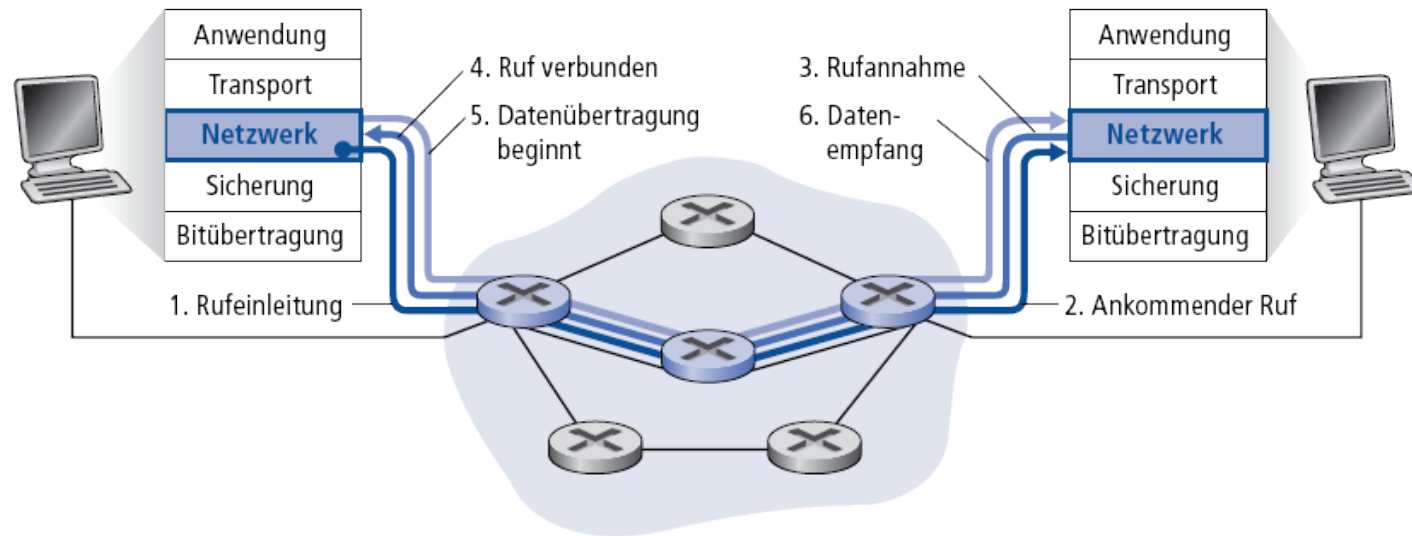 Anwendung
Transport
Netzwerk
Sicherung
Bitübertragung
4. Ruf verbunden
5. Datenübertragung
beginnt
1. Rufeinleitung
3. Rufannahme
6. Daten-
empfang
2. Ankommender Ruf
Anwendung
Transport
Netzwerk
Sicherung
Bitübertragung